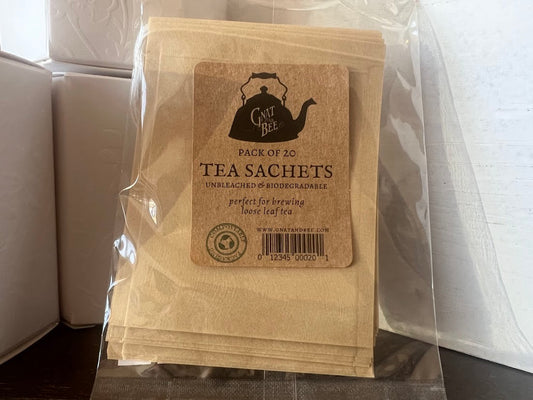 GNAT
BEE
PACK OF 20
TEA SACHETS
UNBLEACHED & BIODEGRADABLE
perfect for brewing
loose leaf tea
WWW.GNATANDBEE.COM
0 12345 00020 1